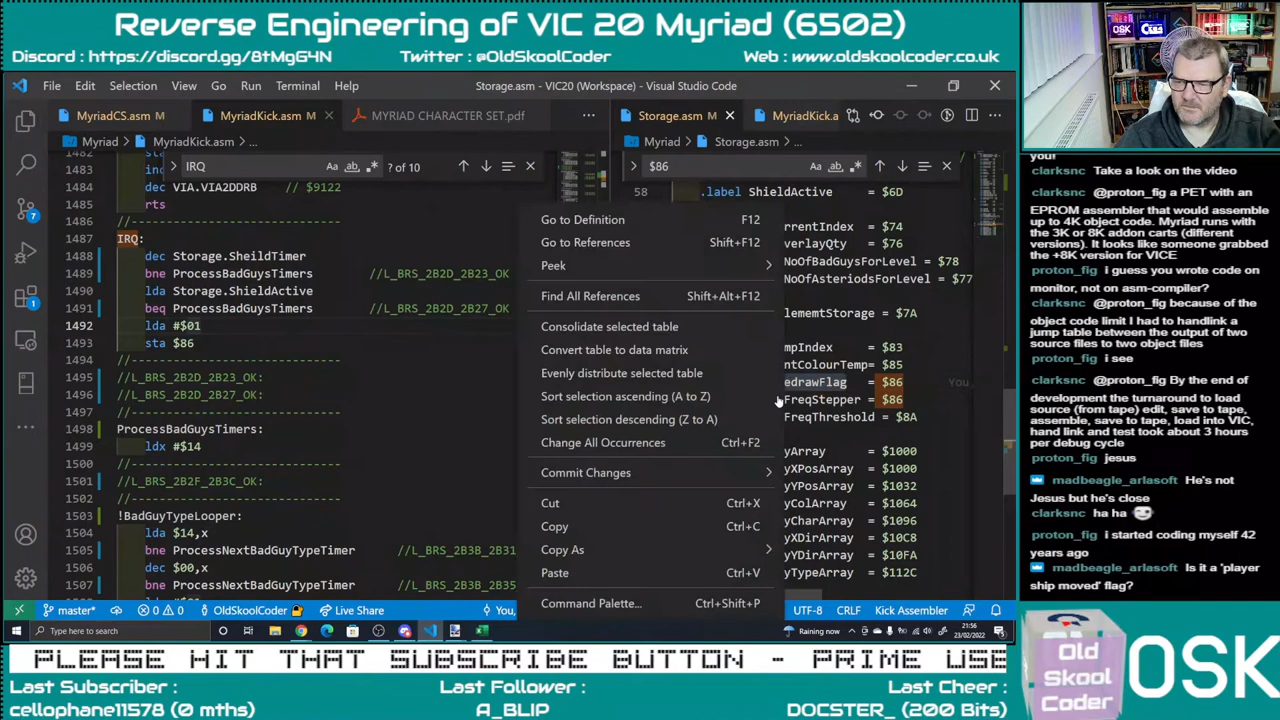 Reverse Engineering of VIC 20 Myriad (6502)
Discord : https://discord.gg/8tMgG4N
Twitter : @OldSkoolCoder
Web : www.oldskoolcoder.co.uk
File Edit Selection View Go Run Terminal Help
Storage.asm - VIC20 (Workspace) - Visual Studio Code
MyriadCS.asm
MyriadKick.asm
MYRIAD CHARACTER SET.pdf
Storage.asm
MyriadKick.a
Myriad > MyriadKick.asm > ...
Myriad > Storage.asm > ...
IRQ
? of 10
$86
1482 sta
1483 inc
1484 dec VIA.VIA2DDRB // $9122
1485 rts
1486 //-------------------------------
1487 IRQ:
1488 dec Storage.SheildTimer
1489 bne ProcessBadGuysTimers //L_BRS_2B2D_2B23_OK
1490 lda Storage.ShieldActive
1491 beq ProcessBadGuysTimers //L_BRS_2B2D_2B27_OK
1492 lda #$01
1493 sta $86
1494 //-------------------------------
1495 //L_BRS_2B2D_2B23_OK:
1496 //L_BRS_2B2D_2B27_OK:
1497 //-------------------------------
1498 ProcessBadGuysTimers:
1499 ldx #$14
1500 //-------------------------------
1501 //L_BRS_2B2F_2B3C_OK:
1502 //-------------------------------
1503 !BadGuyTypeLooper:
1504 lda $14,x
1505 bne ProcessNextBadGuyTypeTimer //L_BRS_2B3B_2B31
1506 dec $00,x
1507 bne ProcessNextBadGuyTypeTimer //L_BRS_2B3B_2B35
58 .label ShieldActive = $6D
rrentIndex = $74
verlayQty = $76
NoOfBadGuysForLevel = $78
NoOfAsteriodsForLevel = $77
lememtStorage = $7A
mpIndex = $83
ntColourTemp= $85
edrawFlag = $86
You
FreqStepper = $86
FreqThreshold = $8A
yArray = $1000
yXPosArray = $1000
yYPosArray = $1032
yColArray = $1064
yCharArray = $1096
yXDirArray = $10C8
yYDirArray = $10FA
yTypeArray = $112C
Go to Definition F12
Go to References Shift+F12
Peek
Find All References Shift+Alt+F12
Consolidate selected table
Convert table to data matrix
Evenly distribute selected table
Sort selection ascending (A to Z)
Sort selection descending (Z to A)
Change All Occurrences Ctrl+F2
Commit Changes
Cut Ctrl+X
Copy Ctrl+C
Copy As
Paste Ctrl+V
Command Palette... Ctrl+Shift+P
7
1
master* 0 0 OldSkoolCoder Live Share You,
UTF-8 CRLF Kick Assembler
Type here to search
Raining now
21:56
23/02/2022
you!
clarksnc Take a look on the video
clarksnc @proton_fig a PET with an
EPROM assembler that would assemble
up to 4K object code. Myriad runs with
the 3K or 8K addon carts (different
versions). It looks like someone grabbed
the +8K version for VICE
proton_fig i guess you wrote code on
monitor, not on asm-compiler?
clarksnc @proton_fig because of the
object code limit I had to handlink a
jump table between the output of two
source files to two object files
proton_fig i see
clarksnc @proton_fig By the end of
development the turnaround to load
source (from tape) edit, save to tape,
assemble, save to tape, load into VIC,
hand link and test took about 3 hours
per debug cycle
proton_fig jesus
madbeagle_arlasoft He's not
Jesus but he's close
clarksnc ha ha
proton_fig i started coding myself 42
years ago
madbeagle_arlasoft Is it a 'player
ship moved' flag?
PLEASE HIT THAT SUBSCRIBE BUTTON - PRIME USE
Last Subscriber :
cellophane11578 (0 mths)
Last Follower :
A_BLIP
Last Cheer :
DOCSTER_ (200 Bits)
Old
Skool
Coder
OSK